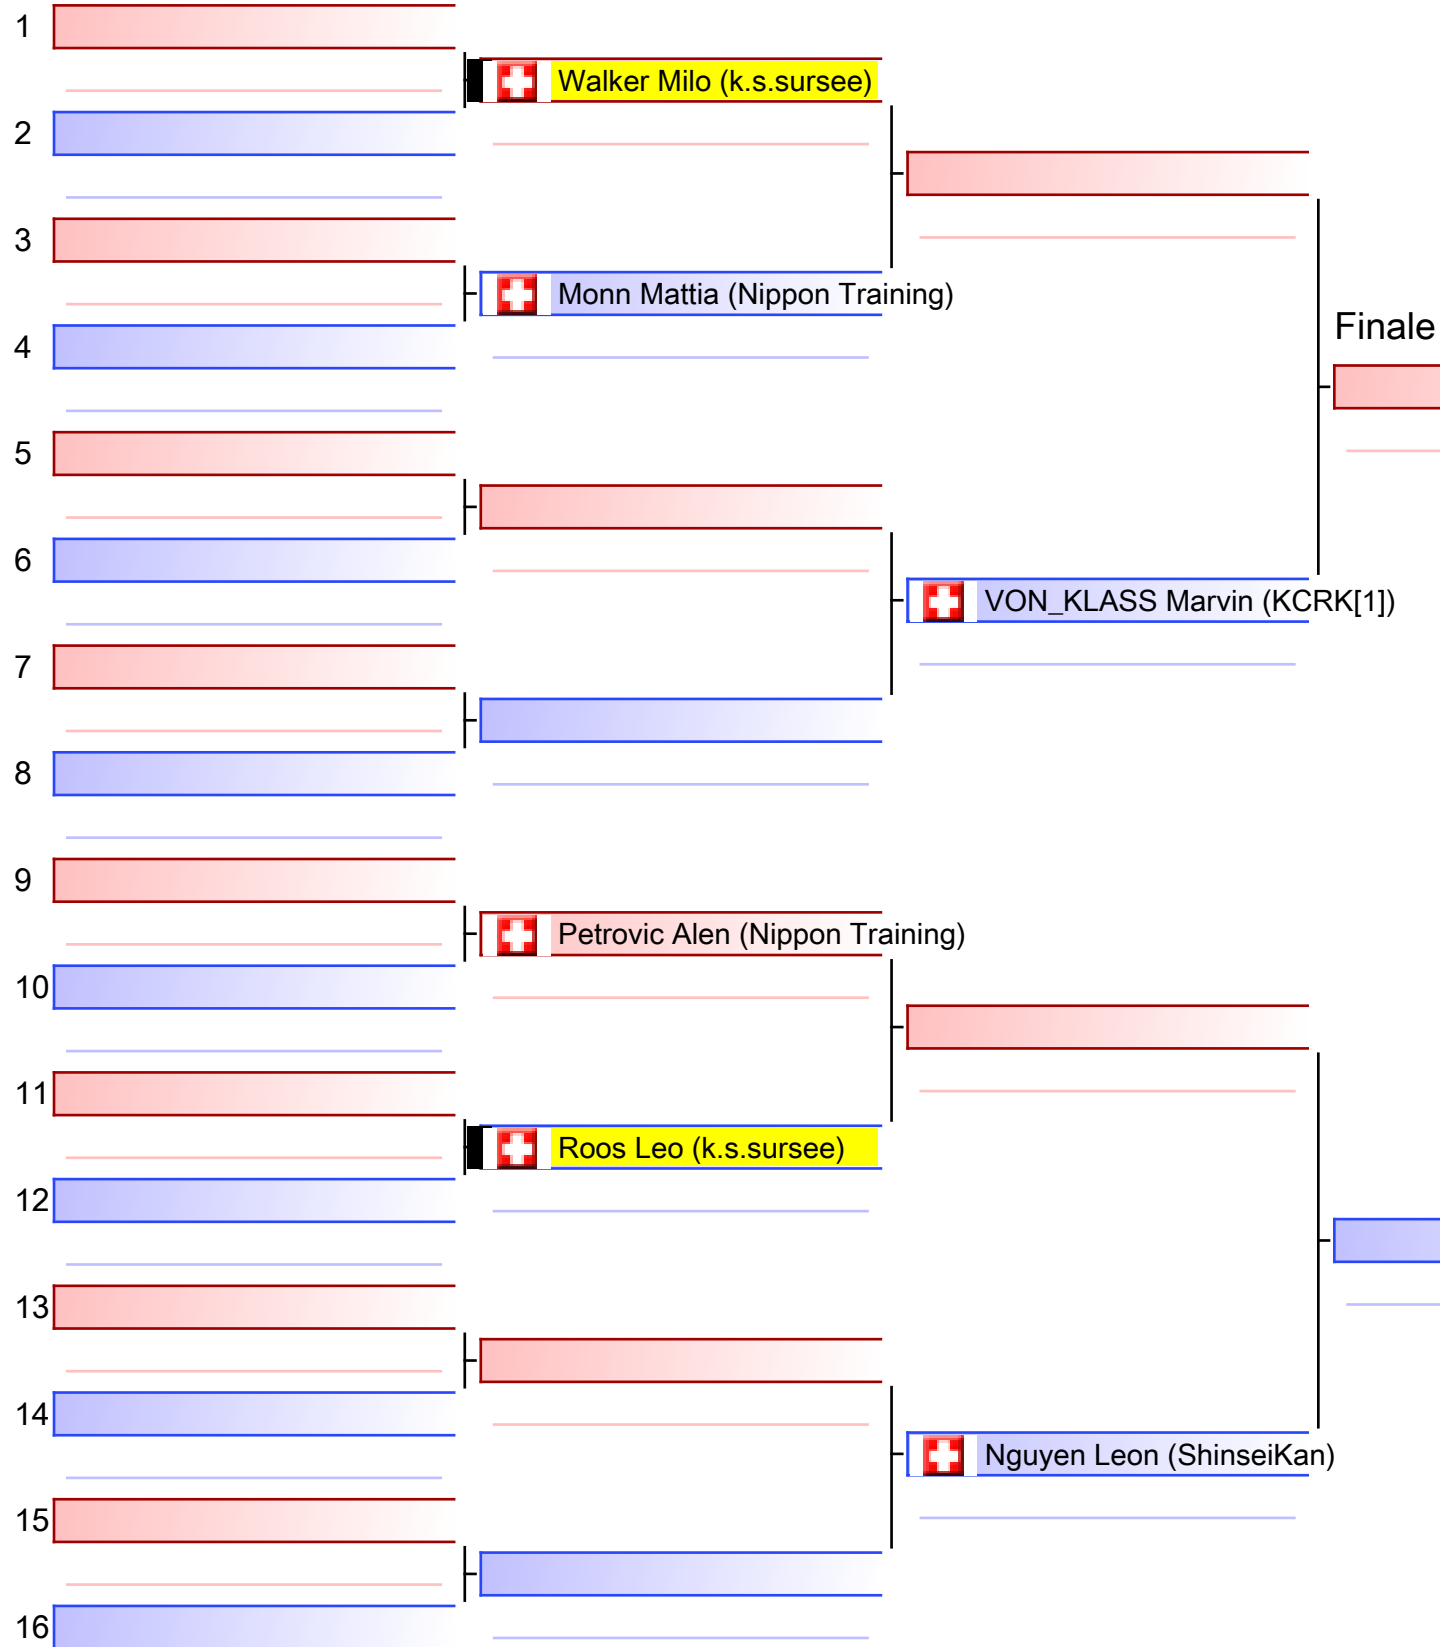 1
Walker Milo (k.s.sursee)
2
3
Monn Mattia (Nippon Training)
4
Finale
5
6
VON_KLASS Marvin (KCRK[1])
7
8
9
Petrovic Alen (Nippon Training)
10
11
Roos Leo (k.s.sursee)
12
13
14
Nguyen Leon (ShinseiKan)
15
16